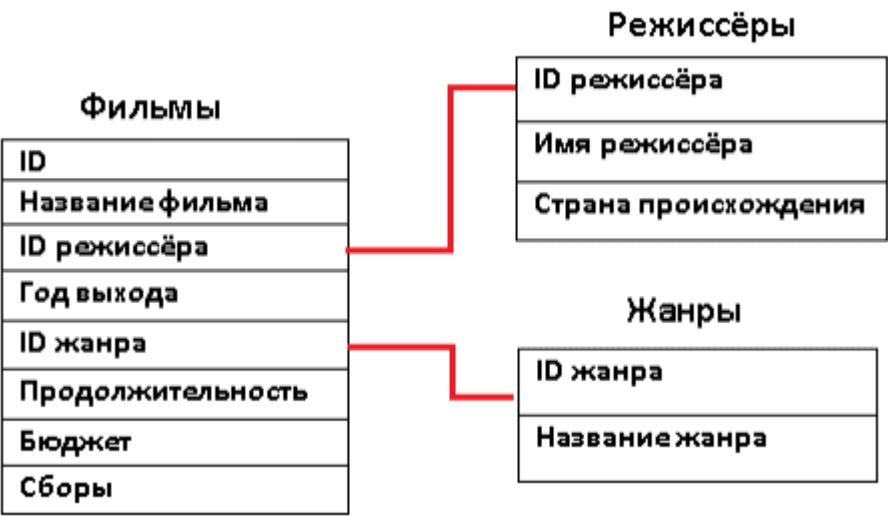 Фильмы
ID
Название фильма
ID режиссёра
Год выхода
ID жанра
Продолжительность
Бюджет
Сборы
Режиссёры
ID режиссёра
Имя режиссёра
Страна происхождения
Жанры
ID жанра
Название жанра